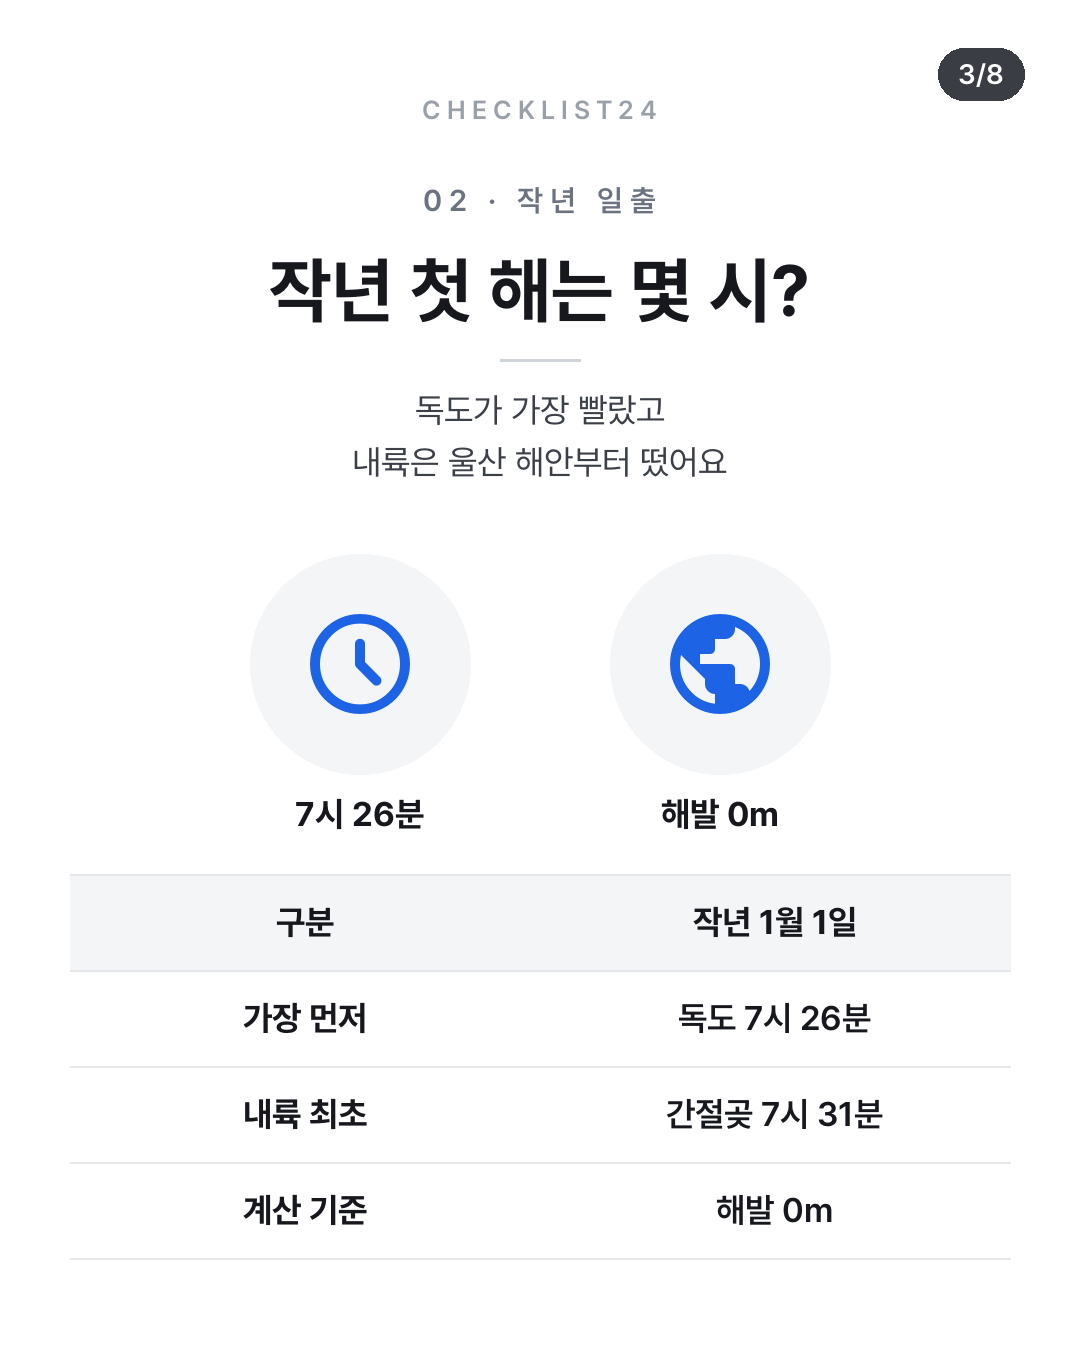 3/8
CHECKLIST24
02 · 작년 일출
작년 첫 해는 몇 시?
독도가 가장 빨랐고
내륙은 울산 해안부터 떴어요
7시 26분 해발 0m
구분 작년 1월 1일
가장 먼저 독도 7시 26분
내륙 최초 간절곶 7시 31분
계산 기준 해발 0m